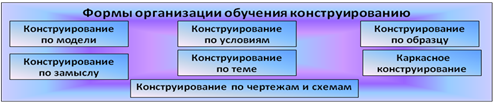 Формы организации обучения конструированию
Конструирование
по модели
Конструирование
по условиям
Конструирование
по образцу
Конструирование
по замыслу
Конструирование
по теме
Каркасное
конструирование
Конструирование по чертежам и схемам